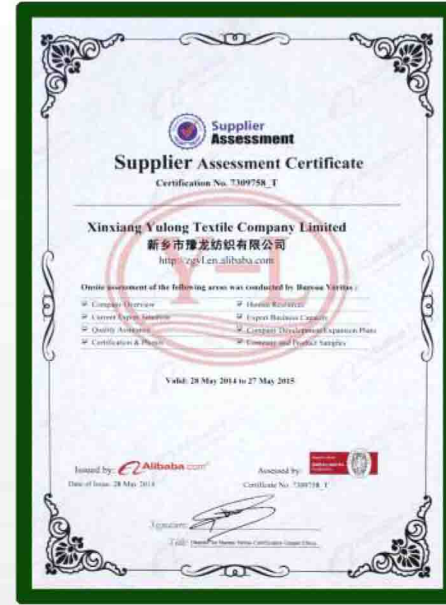 Supplier
Assessment
Supplier Assessment Certificate
Certification No. 7309758_T
Xinxiang Yulong Textile Company Limited
新乡市豫龙纺织有限公司
http://zgyl.en.alibaba.com
Y-L
Onsite assessment of the following areas was conducted by Bureau Veritas :
Company Overview
Human Resources
Current Export Situation
Export Business Capacity
Quality Assurance
Company Development/Expansion Plans
Certification & Photos
Company and Product Samples
Valid: 28 May 2014 to 27 May 2015
Issued by: Alibaba.com
Assessed by:
Date of Issue: 28 May 2014
Certificate No. 7309758_T
Signature:
Title: